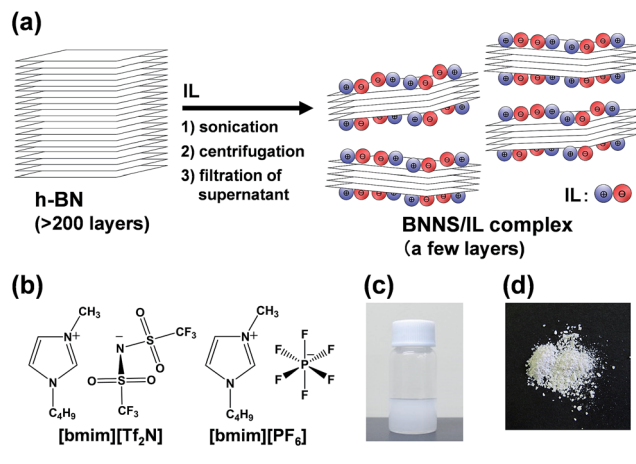 (a)
IL
1) sonication
2) centrifugation
3) filtration of
supernatant
h-BN
(>200 layers)
IL:
BNNS/IL complex
(a few layers)
(b)
(c)
(d)
CH3
N+
C4H9
N
−
N
S
O
O
CF3
O
S
O
CF3
[bmim][Tf2N]
CH3
N+
N
C4H9
F
F
F
P
−
F
F
F
[bmim][PF6]